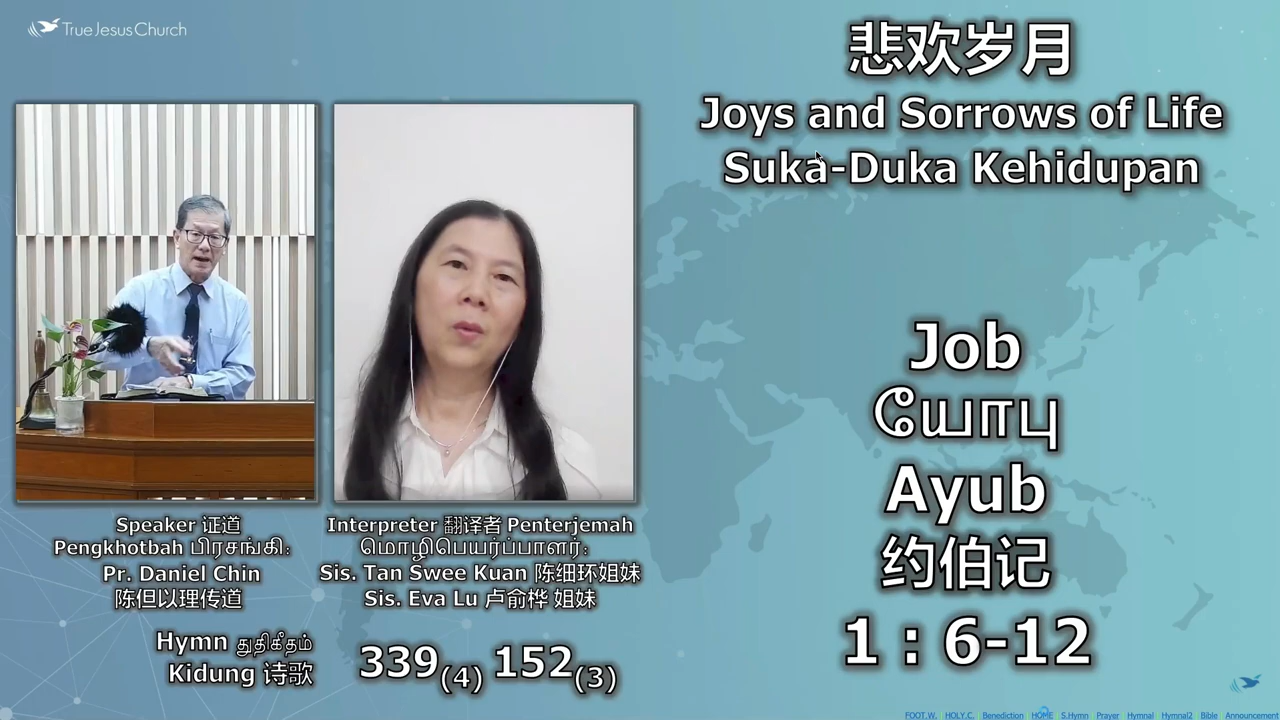 True Jesus Church
悲欢岁月
Joys and Sorrows of Life
Suka-Duka Kehidupan
Job
யோபு
Ayub
约伯记
1 : 6-12
Speaker 证道
Pengkhotbah பிரசங்கி:
Pr. Daniel Chin
陈但以理传道
Interpreter 翻译者 Penterjemah
மொழிபெயர்ப்பாளர்:
Sis. Tan Swee Kuan 陈细环姐妹
Sis. Eva Lu 卢俞桦 姐妹
Hymn துதிகீதம்
Kidung 诗歌
339(4) 152(3)
FOOT.W. | HOLY.C. | Benediction | HOME | S.Hymn | Prayer | Hymnal | Hymnal2 | Bible | Announcement